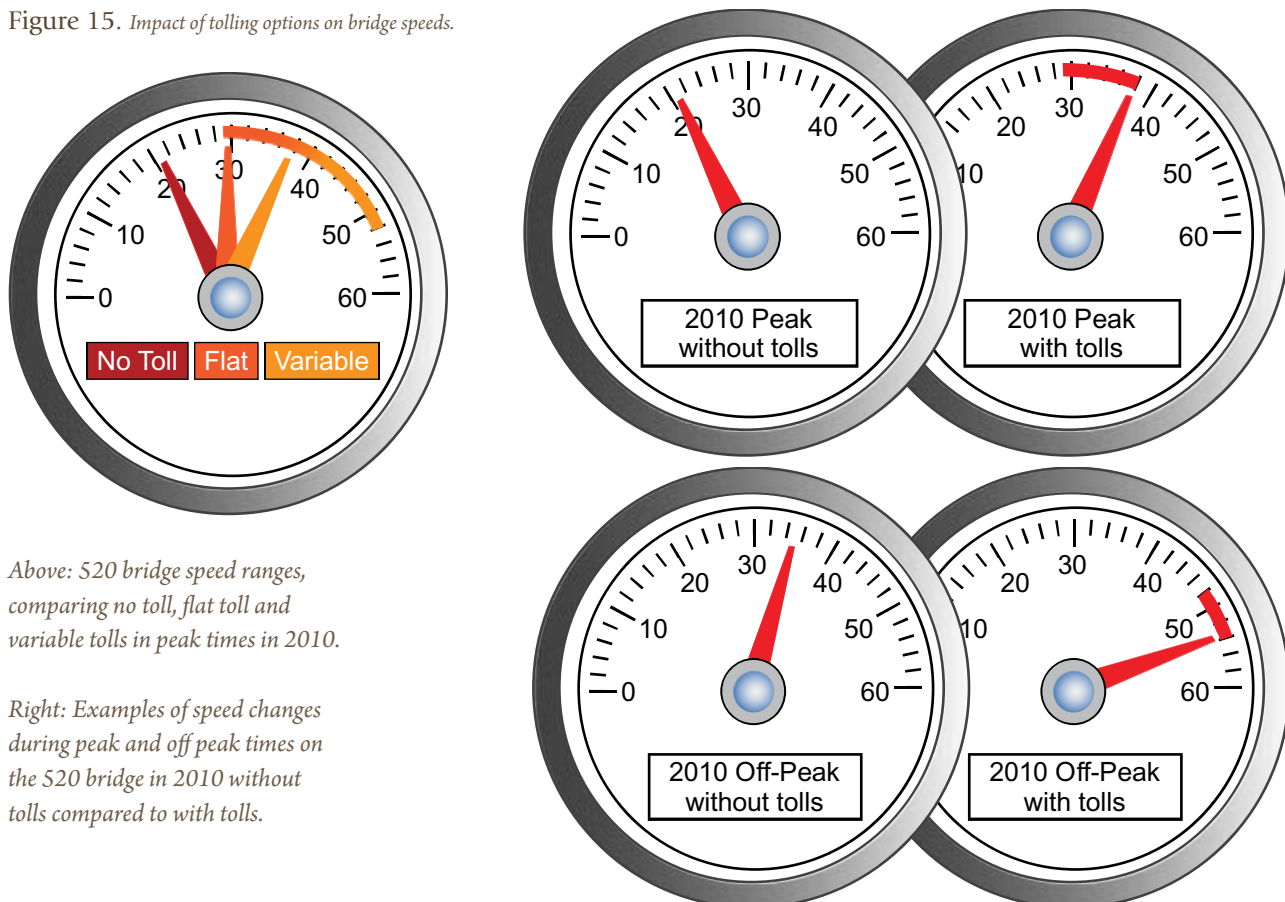 Figure 15. Impact of tolling options on bridge speeds.
0
10
20
30
40
50
60
No Toll
Flat
Variable
Above: 520 bridge speed ranges,
comparing no toll, flat toll and
variable tolls in peak times in 2010.
Right: Examples of speed changes
during peak and off peak times on
the 520 bridge in 2010 without
tolls compared to with tolls.
0
10
20
30
40
50
60
2010 Peak
without tolls
10
20
30
40
50
60
2010 Peak
with tolls
0
10
20
30
40
50
60
2010 Off-Peak
without tolls
10
20
30
40
50
60
2010 Off-Peak
with tolls